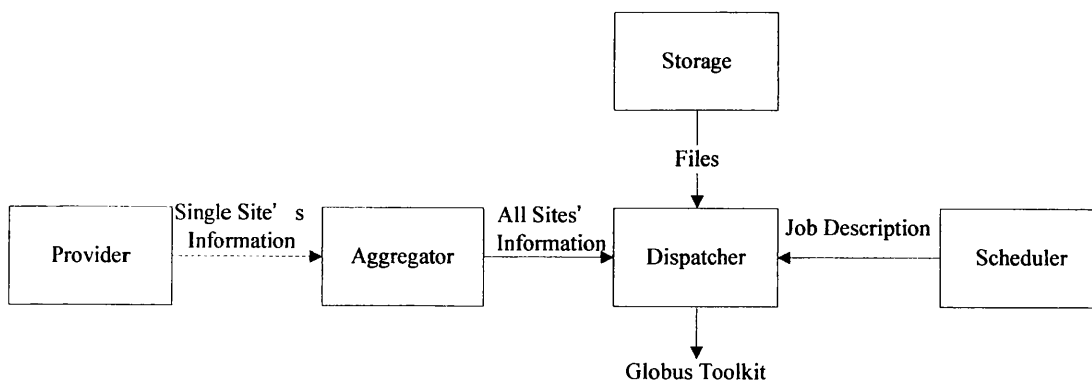 Storage
Files
Single Site' s
Information
All Sites'
Information
Job Description
Provider
Aggregator
Dispatcher
Scheduler
Globus Toolkit